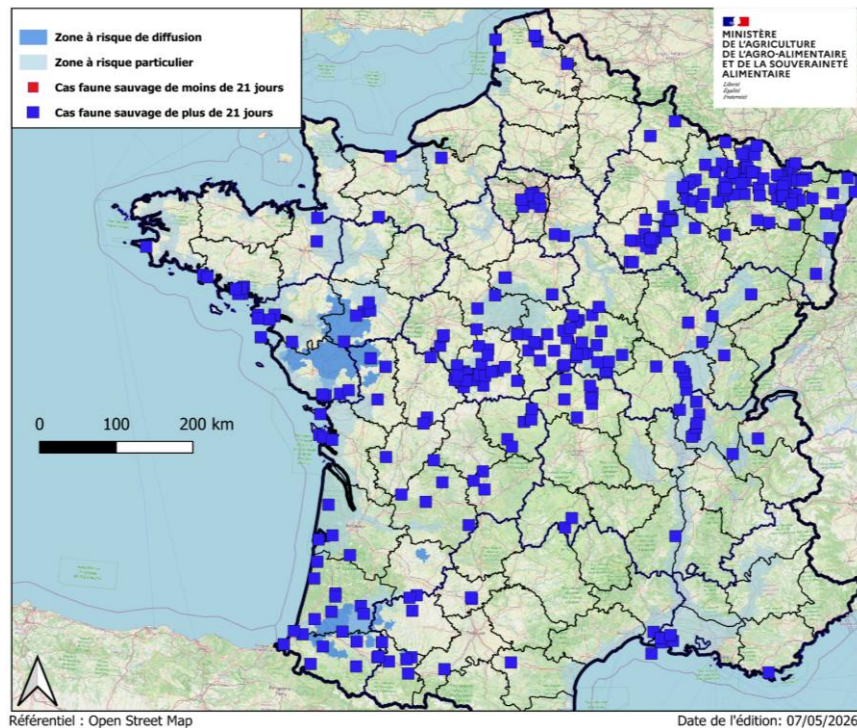 Zone à risque de diffusion
Zone à risque particulier
Cas faune sauvage de moins de 21 jours
Cas faune sauvage de plus de 21 jours
MINISTÈRE
DE L'AGRICULTURE
DE L'AGRO-ALIMENTAIRE
ET DE LA SOUVERAINETÉ
ALIMENTAIRE
Liberté
Égalité
Fraternité
0 100 200 km
Référentiel : Open Street Map
Date de l'édition: 07/05/2026